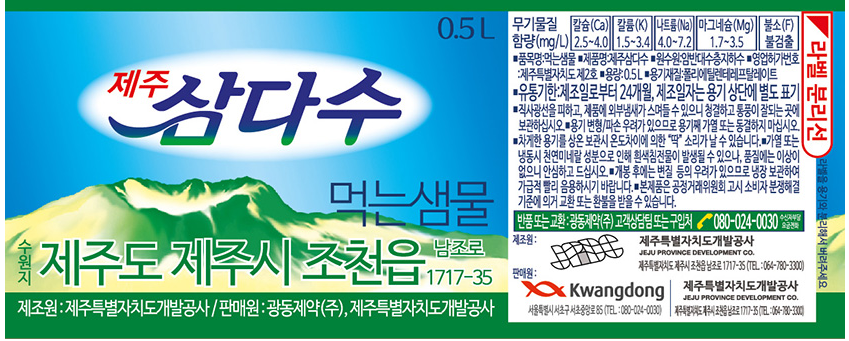 0.5 L
제주
삼다수
먹는샘물
수원지
제주도 제주시 조천읍 남조로 1717-35
제조원 : 제주특별자치도개발공사 / 판매원 : 광동제약(주), 제주특별자치도개발공사
무기물질 함량(mg/L)
칼슘(Ca) 칼륨(K) 나트륨(Na) 마그네슘(Mg) 불소(F)
2.5~4.0 1.5~3.4 4.0~7.2 1.7~3.5 불검출
■품목명:먹는샘물 ■제품명:제주삼다수 ■원수원:암반대수층지하수 ■영업허가번호
:제주특별자치도 제2호 ■용량:0.5 L ■용기재질:폴리에틸렌테레프탈레이트
■유통기한:제조일로부터 24개월, 제조일자는 용기 상단에 별도 표기
■직사광선을 피하고, 제품에 외부냄새가 스며들 수 있으니 청결하고 통풍이 잘되는 곳에
보관하십시오.■용기 변형/파손 우려가 있으므로 용기째 가열 또는 동결하지 마십시오.
■차게한 용기를 상온 보관시 온도차이에 의한 "딱" 소리가 날 수 있습니다.■가열 또는
냉동시 천연미네랄 성분으로 인해 흰색침전물이 발생될 수 있으나, 품질에는 이상이
없으니 안심하고 드십시오.■개봉 후에는 변질 등의 우려가 있으므로 냉장 보관하여
가급적 빨리 음용하시기 바랍니다.■본제품은 공정거래위원회 고시 소비자 분쟁해결
기준에 의거 교환 또는 환불을 받을 수 있습니다.
반품 또는 교환 : 광동제약(주) 고객상담팀 또는 구입처 080-024-0030 수신자부담 요금전화
제조원:
제주특별자치도개발공사
JEJU PROVINCE DEVELOPMENT CO.
제주특별자치도 제주시 조천읍 남조로 1717-35 (TEL : 064-780-3300)
판매원:
Kwangdong
서울특별시 서초구 서초중앙로 85 (TEL : 080-024-0030)
제주특별자치도개발공사
JEJU PROVINCE DEVELOPMENT CO.
제주특별자치도 제주시 조천읍 남조로 1717-35 (TEL : 064-780-3300)
라벨 분리선
라벨을 용기와 분리해서 버려주세요